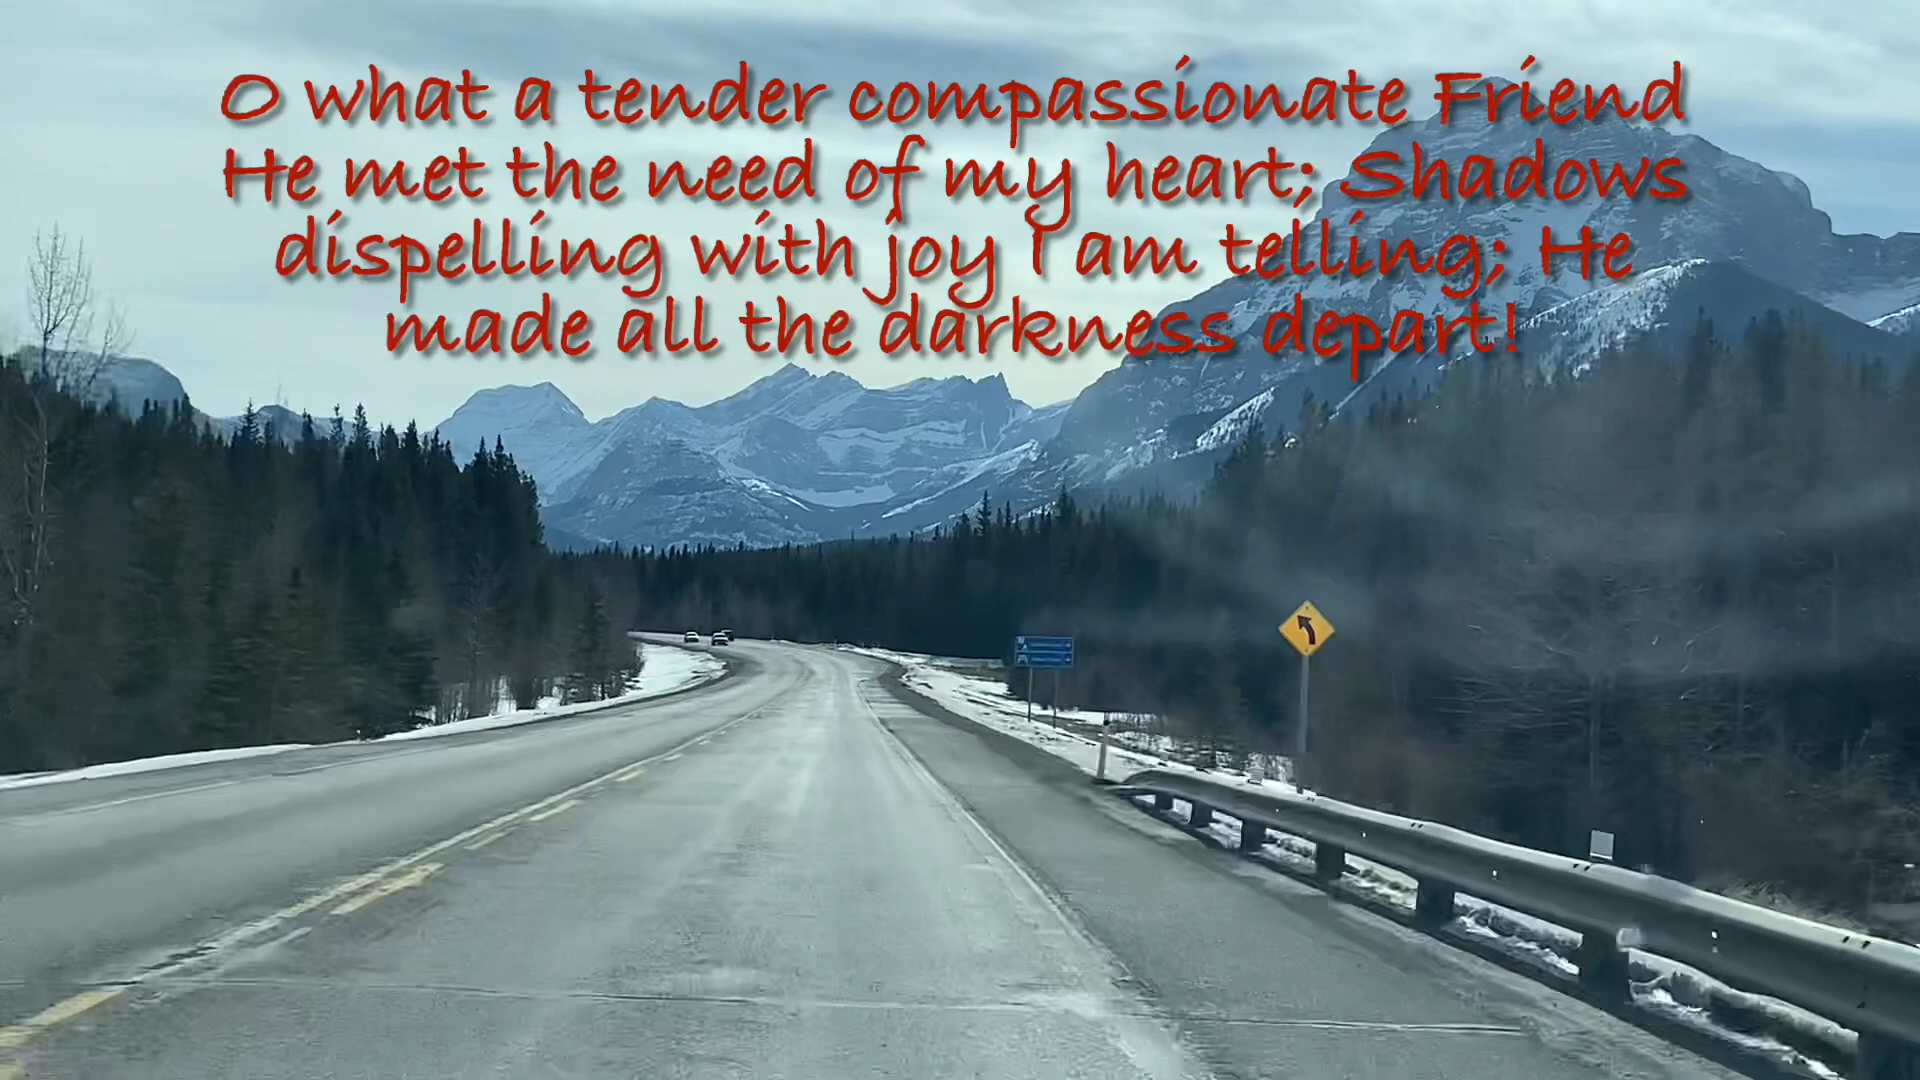 O what a tender compassionate Friend
He met the need of my heart; Shadows
dispelling with joy I am telling; He
made all the darkness depart!